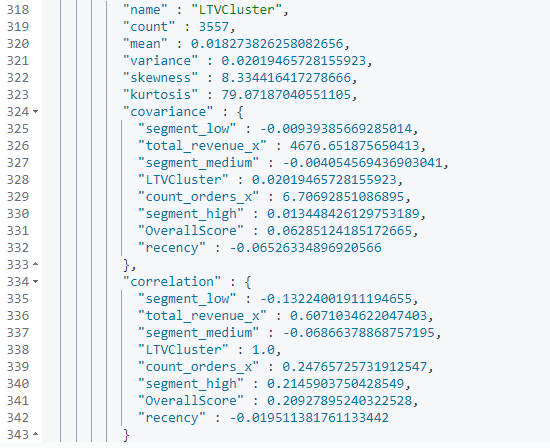 318 "name" : "LTVCluster",
319 "count" : 3557,
320 "mean" : 0.018273826258082656,
321 "variance" : 0.02019465728155923,
322 "skewness" : 8.334416417278666,
323 "kurtosis" : 79.07187040551105,
324 "covariance" : {
325 "segment_low" : -0.00939385669285014,
326 "total_revenue_x" : 4676.651875650413,
327 "segment_medium" : -0.004054569436903041,
328 "LTVCluster" : 0.02019465728155923,
329 "count_orders_x" : 6.70692851086895,
330 "segment_high" : 0.013448426129753189,
331 "OverallScore" : 0.06285124185172665,
332 "recency" : -0.06526334896920566
333 },
334 "correlation" : {
335 "segment_low" : -0.13224001911194655,
336 "total_revenue_x" : 0.6071034622047403,
337 "segment_medium" : -0.06866378868757195,
338 "LTVCluster" : 1.0,
339 "count_orders_x" : 0.24765725731912547,
340 "segment_high" : 0.2145903750428549,
341 "OverallScore" : 0.20927895240322528,
342 "recency" : -0.019511381761133442
343 }